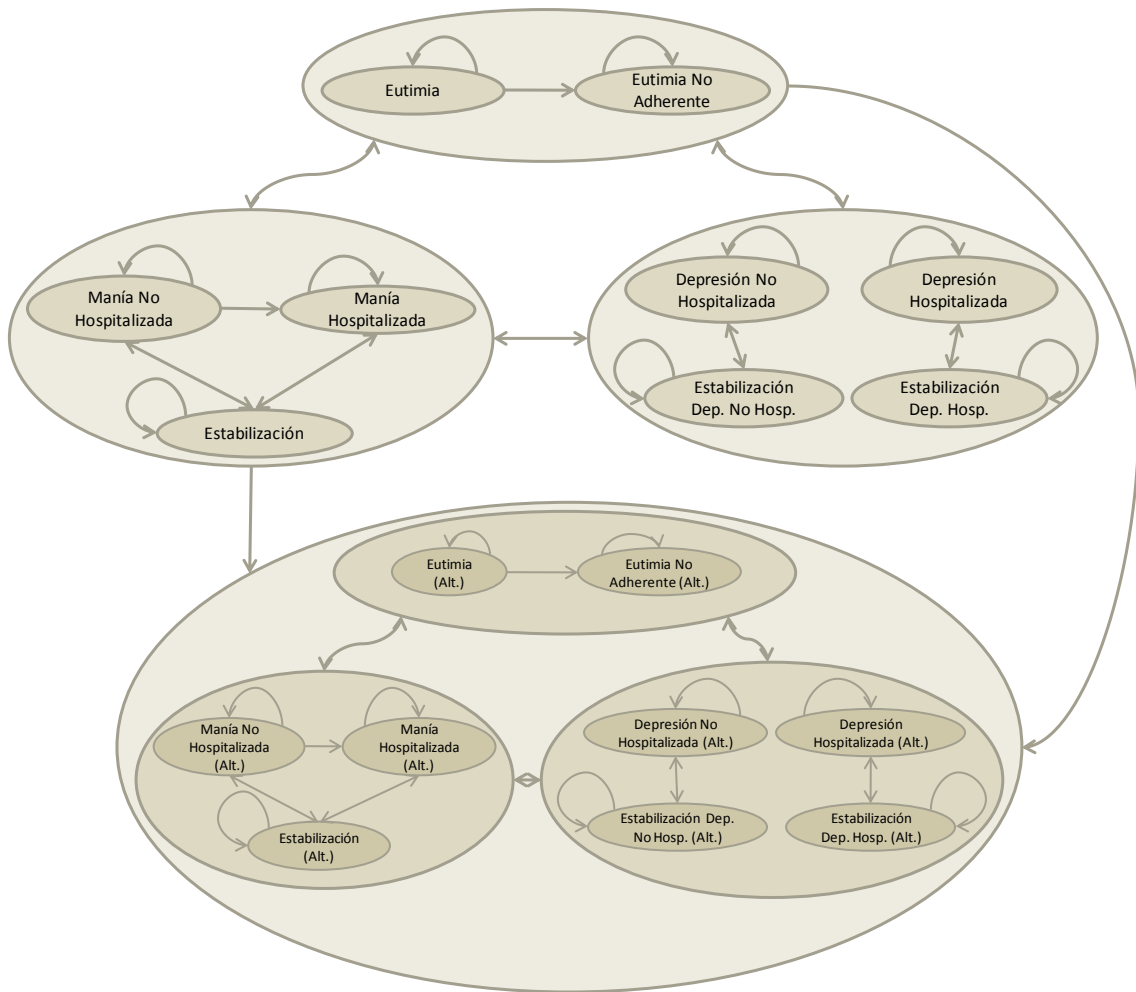 Eutimia
Eutimia No
Adherente
Manía No
Hospitalizada
Manía
Hospitalizada
Estabilización
Depresión No
Hospitalizada
Depresión
Hospitalizada
Estabilización
Dep. No Hosp.
Estabilización
Dep. Hosp.
Eutimia
(Alt.)
Eutimia No
Adherente (Alt.)
Manía No
Hospitalizada
(Alt.)
Manía
Hospitalizada
(Alt.)
Estabilización
(Alt.)
Depresión No
Hospitalizada (Alt.)
Depresión
Hospitalizada (Alt.)
Estabilización Dep.
No Hosp. (Alt.)
Estabilización
Dep. Hosp. (Alt.)